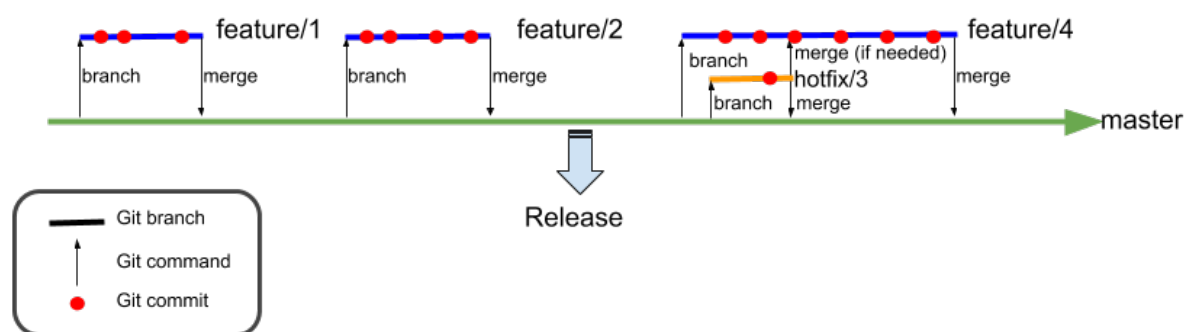 feature/1
feature/2
feature/4
branch
merge
branch
merge
branch
merge (if needed)
hotfix/3
merge
branch
merge
master
Release
Git branch
Git command
Git commit